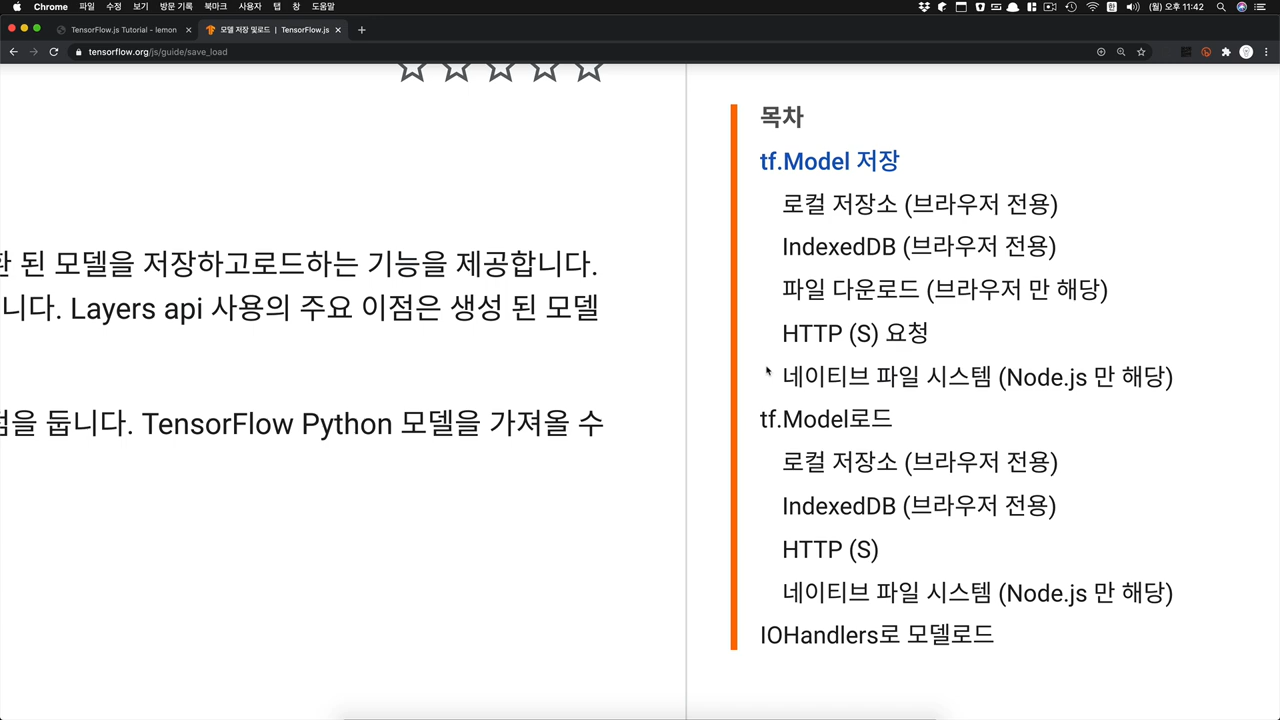 Chrome 파일 수정 보기 방문 기록 북마크 사용자 탭 창 도움말 (월) 오후 11:42
TensorFlow.js Tutorial - lemon
모델 저장 및로드 | TensorFlow.js
tensorflow.org/js/guide/save_load
된 모델을 저장하고로드하는 기능을 제공합니다.
니다. Layers api 사용의 주요 이점은 생성 된 모델
둡니다. TensorFlow Python 모델을 가져올 수
목차
tf.Model 저장
로컬 저장소 (브라우저 전용)
IndexedDB (브라우저 전용)
파일 다운로드 (브라우저 만 해당)
HTTP (S) 요청
네이티브 파일 시스템 (Node.js 만 해당)
tf.Model로드
로컬 저장소 (브라우저 전용)
IndexedDB (브라우저 전용)
HTTP (S)
네이티브 파일 시스템 (Node.js 만 해당)
IOHandlers로 모델로드